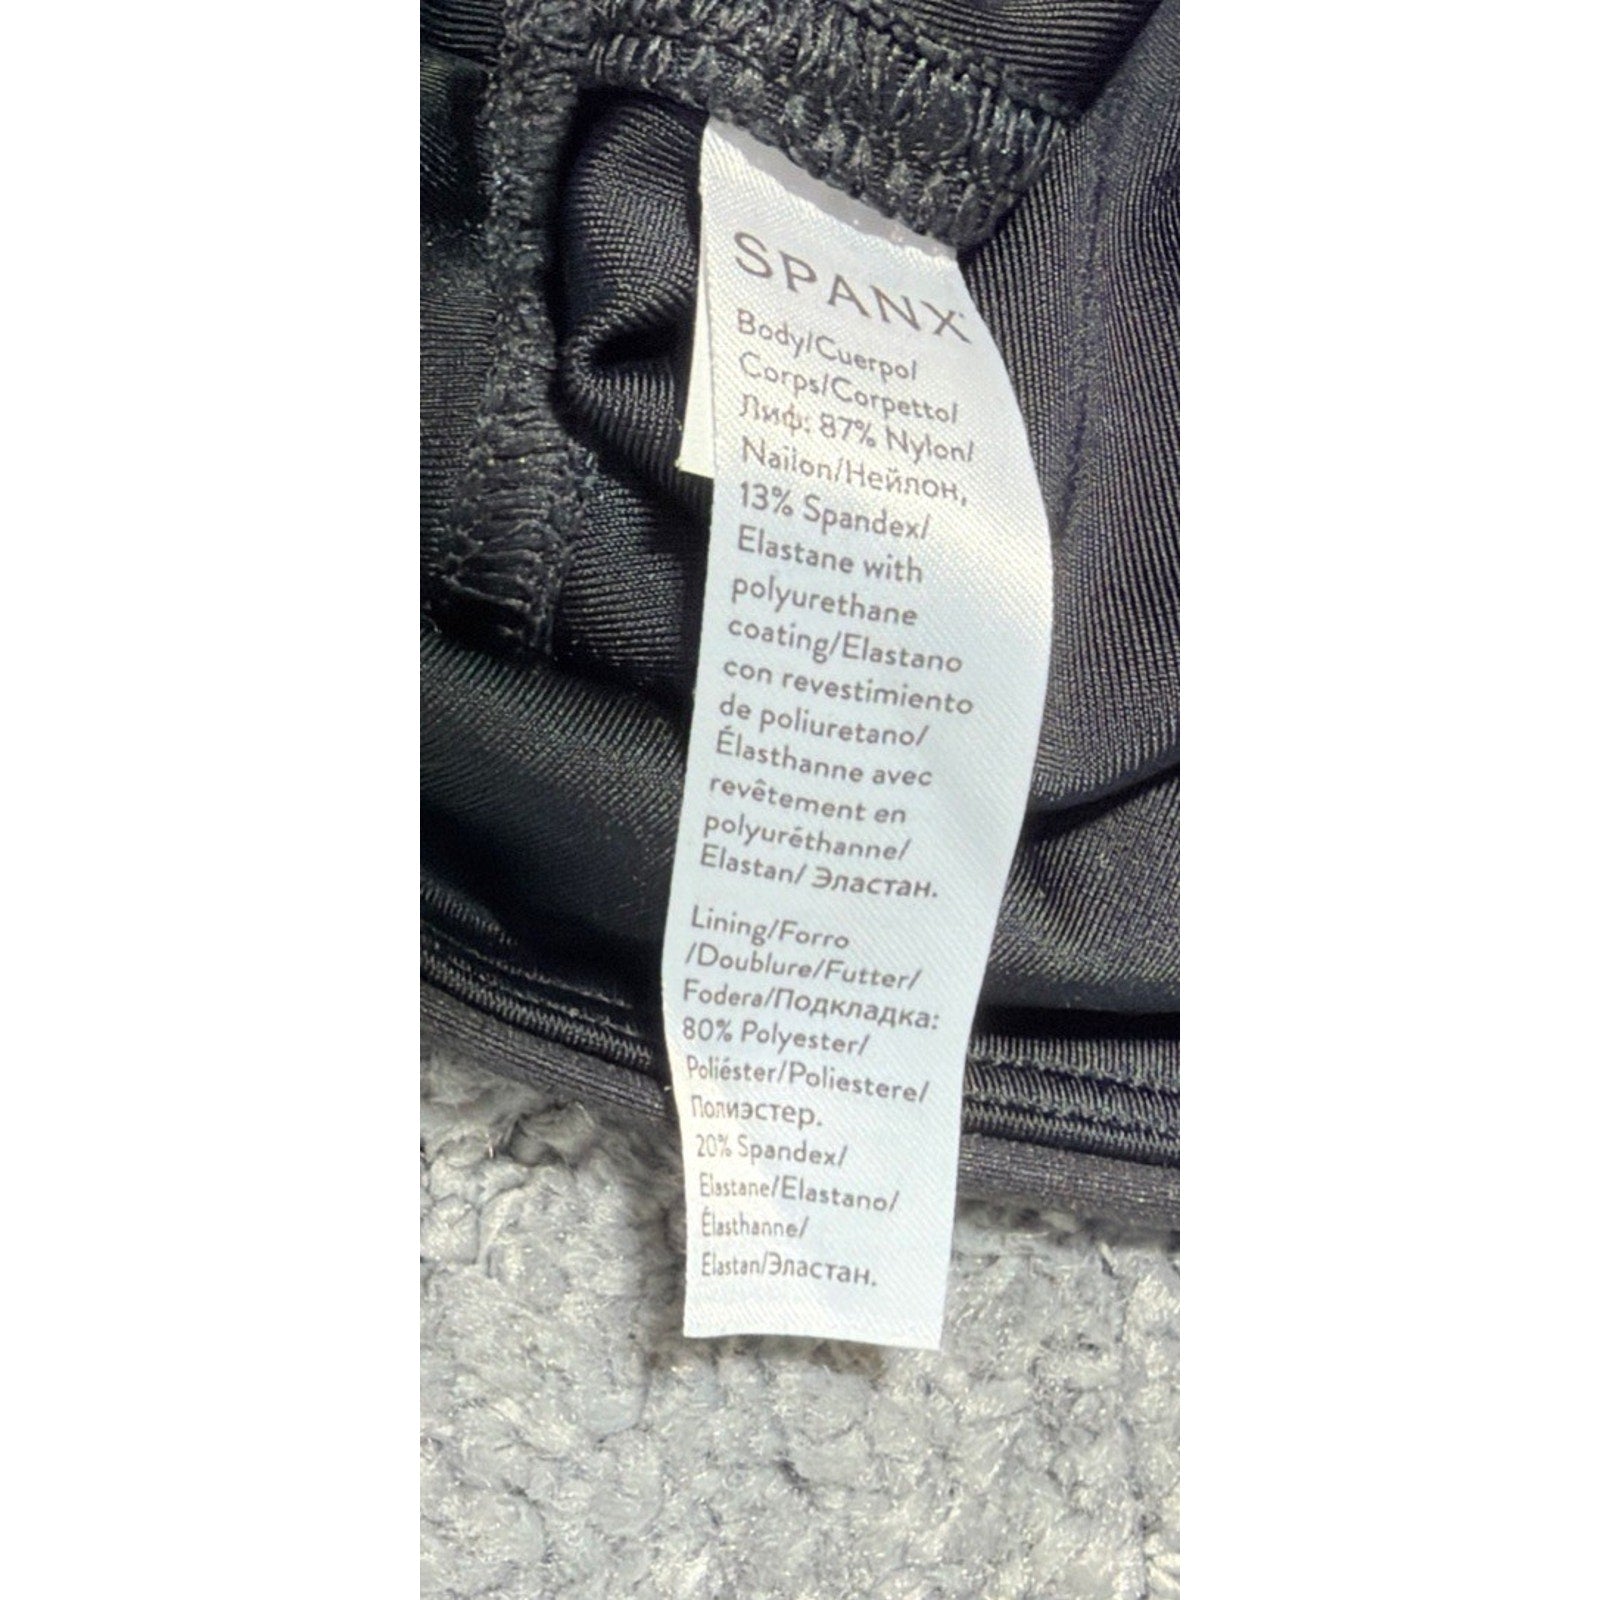 SPANX
Body/Cuerpo/
Corps/Corpetto/
Лиф: 87% Nylon/
Nailon/Нейлон,
13% Spandex/
Elastane with
polyurethane
coating/Elastano
con revestimiento
de poliuretano/
Élasthanne avec
revêtement en
polyuréthanne/
Elastan/ Эластан.
Lining/Forro
/Doublure/Futter/
Fodera/Подкладка:
80% Polyester/
Poliéster/Poliestere/
Полиэстер.
20% Spandex/
Elastane/Elastano/
Élasthanne/
Elastan/Эластан.